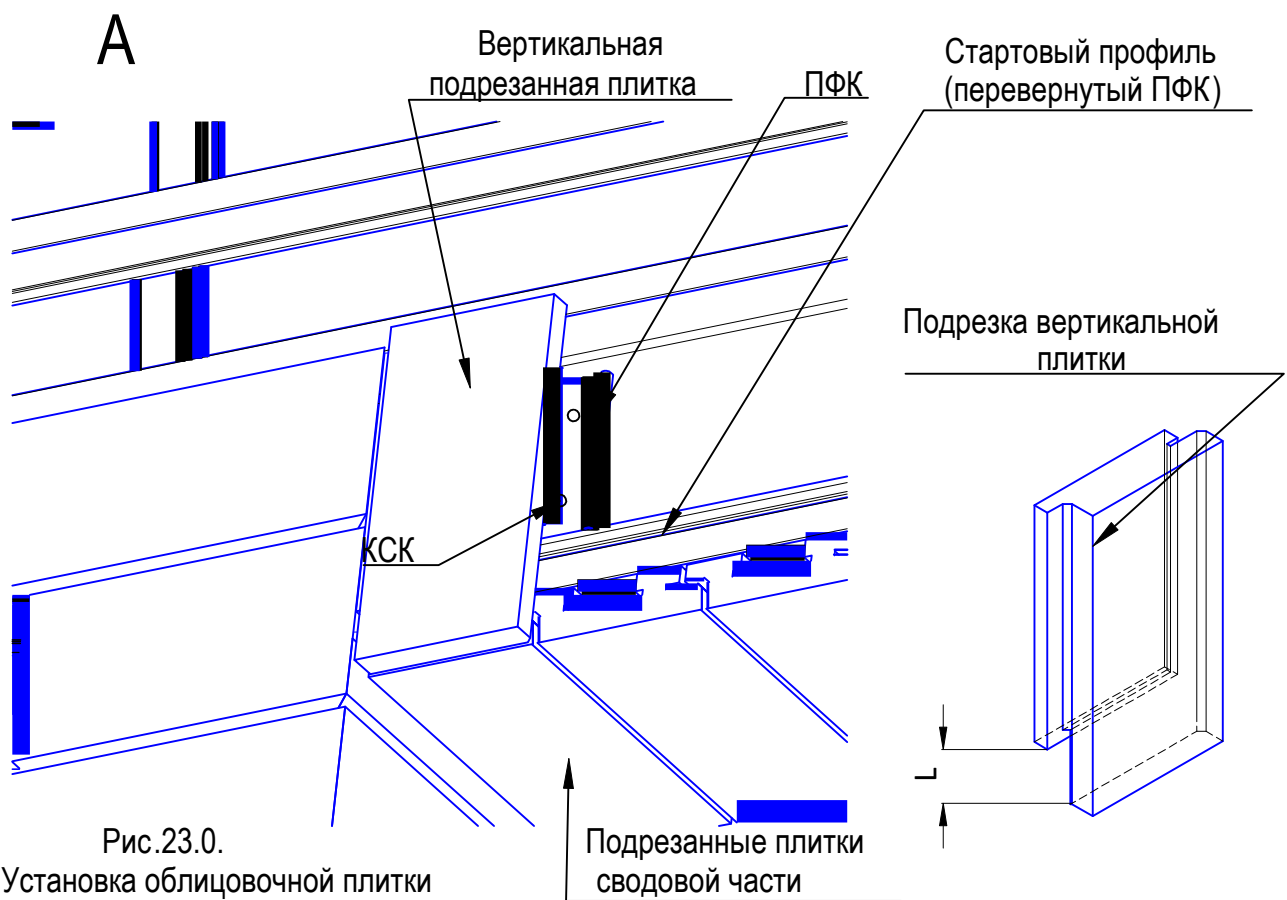 А
Вертикальная
подрезанная плитка
ПФК
Стартовый профиль
(перевернутый ПФК)
Подрезка вертикальной
плитки
КСК
L
Рис.23.0.
Установка облицовочной плитки
Подрезанные плитки
сводовой части